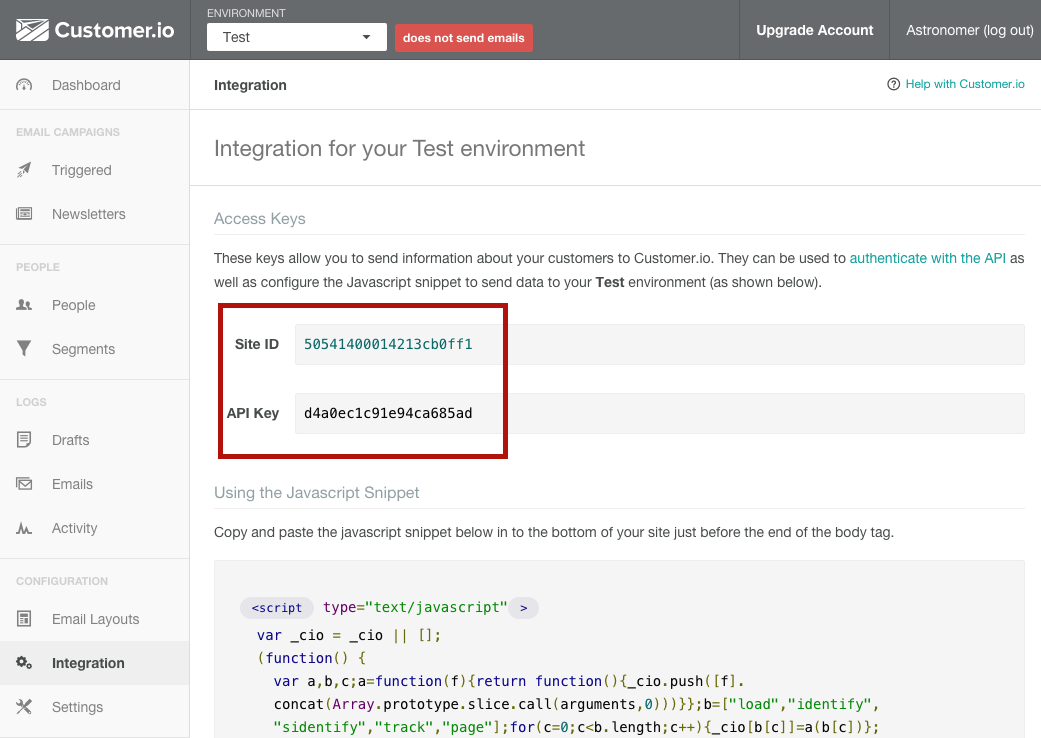 Customer.io
ENVIRONMENT
Test
does not send emails
Upgrade Account
Astronomer (log out)
Dashboard
EMAIL CAMPAIGNS
Triggered
Newsletters
PEOPLE
People
Segments
LOGS
Drafts
Emails
Activity
CONFIGURATION
Email Layouts
Integration
Settings
Integration
Help with Customer.io
Integration for your Test environment
Access Keys
These keys allow you to send information about your customers to Customer.io. They can be used to authenticate with the API as
well as configure the Javascript snippet to send data to your Test environment (as shown below).
Site ID 50541400014213cb0ff1
API Key d4a0ec1c91e94ca685ad
Using the Javascript Snippet
Copy and paste the javascript snippet below in to the bottom of your site just before the end of the body tag.
<script type="text/javascript" >
var _cio = _cio || [];
(function() {
var a,b,c;a=function(f){return function(){_cio.push([f].
concat(Array.prototype.slice.call(arguments,0)))}};b=["load","identify",
"sidentify","track","page"];for(c=0;c<b.length;c++){_cio[b[c]]=a(b[c])};